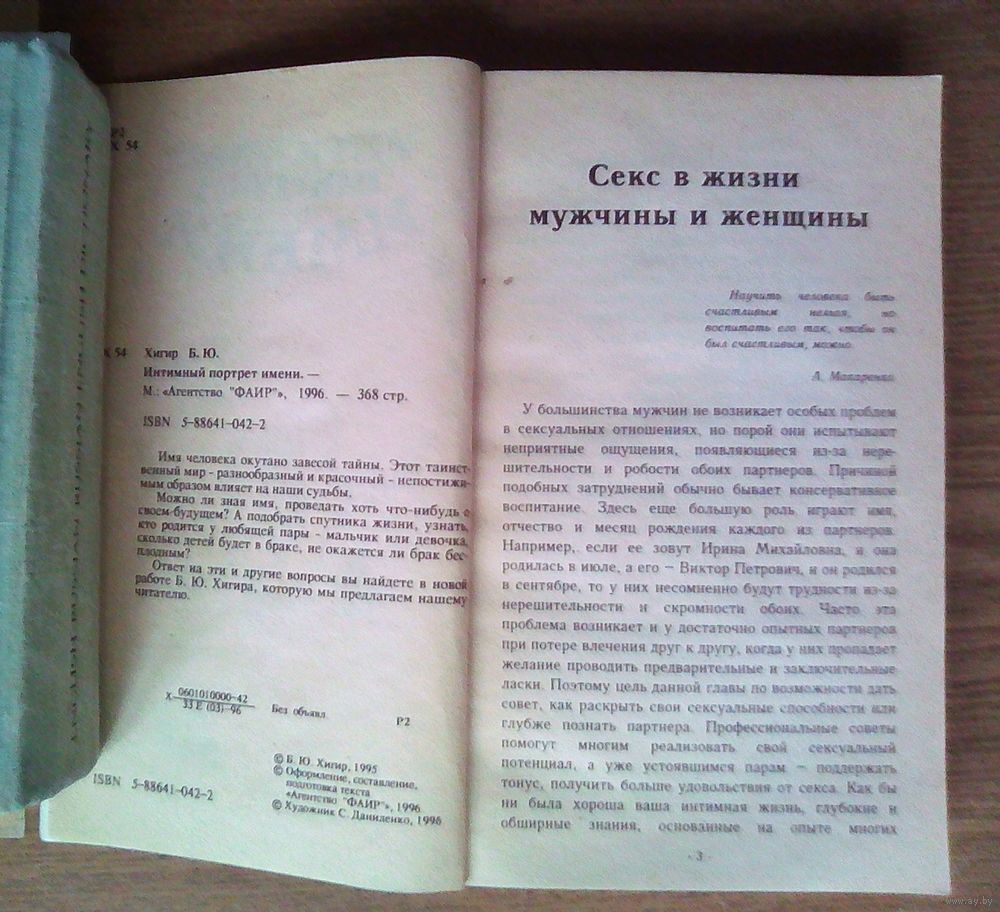 Р2
Х 54
Х 54 Хигир Б. Ю.
Интимный портрет имени. —
М.: «Агентство "ФАИР"», 1996. — 368 стр.
ISBN 5-88641-042-2
Имя человека окутано завесой тайны. Этот таинст-
венный мир - разнообразный и красочный - непостижи-
мым образом влияет на наши судьбы.
Можно ли зная имя, проведать хоть что-нибудь о
своем будущем? А подобрать спутника жизни, узнать,
кто родится у любящей пары - мальчик или девочка,
сколько детей будет в браке, не окажется ли брак бес-
плодным?
Ответ на эти и другие вопросы вы найдете в новой
работе Б. Ю. Хигира, которую мы предлагаем нашему
читателю.
Х 0601010000–42
33 Е (03)–96
Без объявл.
Р2
© Б. Ю. Хигир, 1995
© Оформление, составление,
подготовка текста
«Агентство "ФАИР"», 1996
© Художник С. Даниленко, 1996
ISBN 5-88641-042-2
Секс в жизни
мужчины и женщины
Научить человека быть
счастливым нельзя, но
воспитать его так, чтобы он
был счастливым, можно.
А. Макаренко
У большинства мужчин не возникает особых проблем
в сексуальных отношениях, но порой они испытывают
неприятные ощущения, появляющиеся из-за нере-
шительности и робости обоих партнеров. Причиной
подобных затруднений обычно бывает консервативное
воспитание. Здесь еще большую роль играют имя,
отчество и месяц рождения каждого из партнеров.
Например, если ее зовут Ирина Михайловна, и она
родилась в июле, а его – Виктор Петрович, и он родился
в сентябре, то у них несомненно будут трудности из-за
нерешительности и скромности обоих. Часто эта
проблема возникает и у достаточно опытных партнеров
при потере влечения друг к другу, когда у них пропадает
желание проводить предварительные и заключительные
ласки. Поэтому цель данной главы по возможности дать
совет, как раскрыть свои сексуальные способности или
глубже познать партнера. Профессиональные советы
помогут многим реализовать свой сексуальный
потенциал, а уже устоявшимся парам – поддержать
тонус, получить больше удовольствия от секса. Как бы
ни была хороша ваша интимная жизнь, глубокие и
обширные знания, основанные на опыте многих
- 3 -
www.ay.by